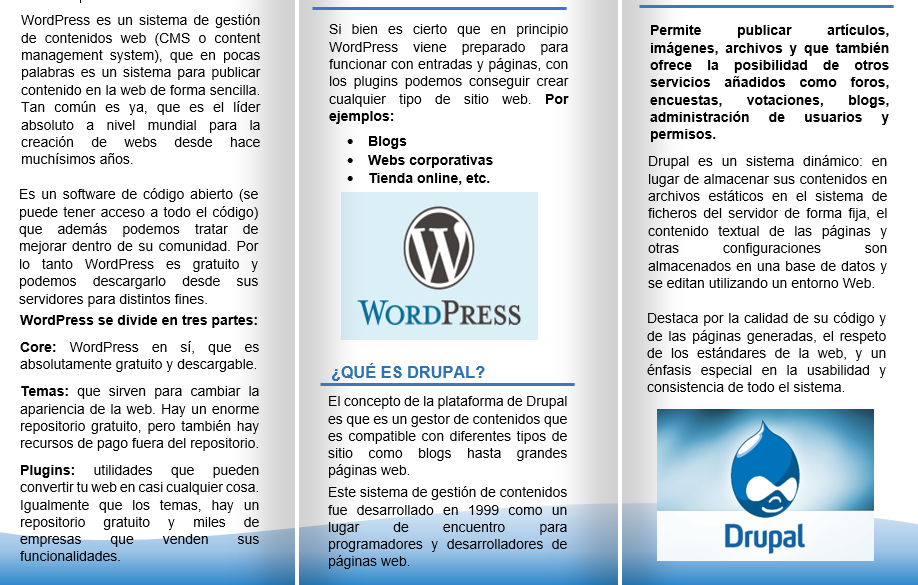 WordPress es un sistema de gestión
de contenidos web (CMS o content
management system), que en pocas
palabras es un sistema para publicar
contenido en la web de forma sencilla.
Tan común es ya, que es el líder
absoluto a nivel mundial para la
creación de webs desde hace
muchísimos años.
Es un software de código abierto (se
puede tener acceso a todo el código)
que además podemos tratar de
mejorar dentro de su comunidad. Por
lo tanto WordPress es gratuito y
podemos descargarlo desde sus
servidores para distintos fines.
WordPress se divide en tres partes:
Core: WordPress en sí, que es
absolutamente gratuito y descargable.
Temas: que sirven para cambiar la
apariencia de la web. Hay un enorme
repositorio gratuito, pero también hay
recursos de pago fuera del repositorio.
Plugins: utilidades que pueden
convertir tu web en casi cualquier cosa.
Igualmente que los temas, hay un
repositorio gratuito y miles de
empresas que venden sus
funcionalidades.
Si bien es cierto que en principio
WordPress viene preparado para
funcionar con entradas y páginas, con
los plugins podemos conseguir crear
cualquier tipo de sitio web. Por
ejemplos:
• Blogs
• Webs corporativas
• Tienda online, etc.
WORDPRESS
¿QUÉ ES DRUPAL?
El concepto de la plataforma de Drupal
es que es un gestor de contenidos que
es compatible con diferentes tipos de
sitio como blogs hasta grandes
páginas web.
Este sistema de gestión de contenidos
fue desarrollado en 1999 como un
lugar de encuentro para
programadores y desarrolladores de
páginas web.
Permite publicar artículos,
imágenes, archivos y que también
ofrece la posibilidad de otros
servicios añadidos como foros,
encuestas, votaciones, blogs,
administración de usuarios y
permisos.
Drupal es un sistema dinámico: en
lugar de almacenar sus contenidos en
archivos estáticos en el sistema de
ficheros del servidor de forma fija, el
contenido textual de las páginas y
otras configuraciones son
almacenados en una base de datos y
se editan utilizando un entorno Web.
Destaca por la calidad de su código y
de las páginas generadas, el respeto
de los estándares de la web, y un
énfasis especial en la usabilidad y
consistencia de todo el sistema.
Drupal